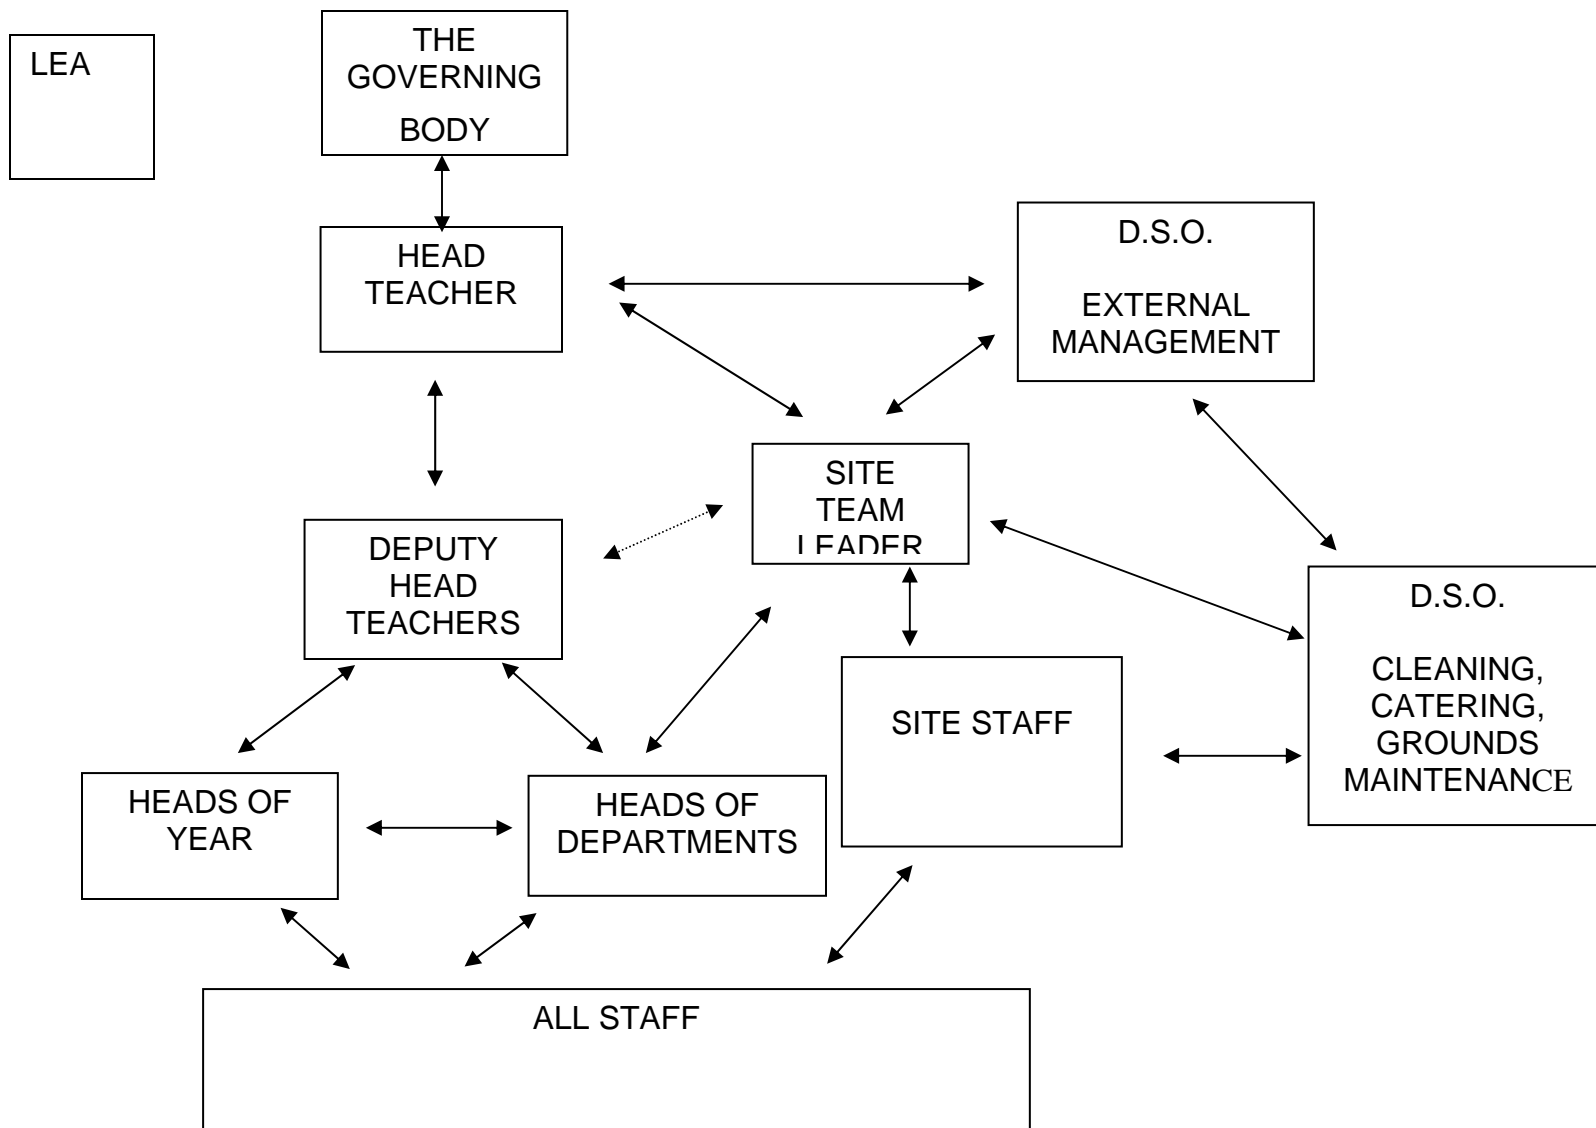 LEA
THE
GOVERNING
BODY
HEAD
TEACHER
D.S.O.
EXTERNAL
MANAGEMENT
SITE
TEAM
LEADER
DEPUTY
HEAD
TEACHERS
D.S.O.
CLEANING,
CATERING,
GROUNDS
MAINTENANCE
SITE STAFF
HEADS OF
YEAR
HEADS OF
DEPARTMENTS
ALL STAFF